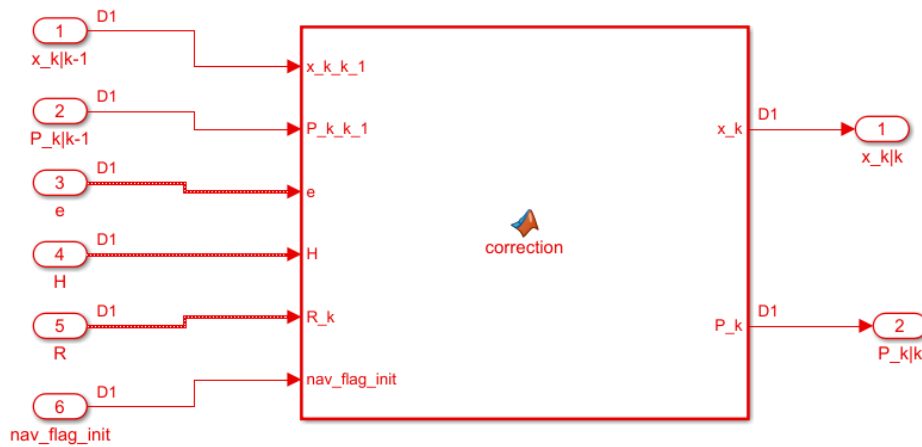 D1
1
x_k|k-1
D1
2
P_k|k-1
D1
3
e
D1
4
H
D1
5
R
D1
6
nav_flag_init
x_k_k_1
P_k_k_1
e
H
R_k
nav_flag_init
correction
x_k
P_k
D1
1
x_k|k
D1
2
P_k|k